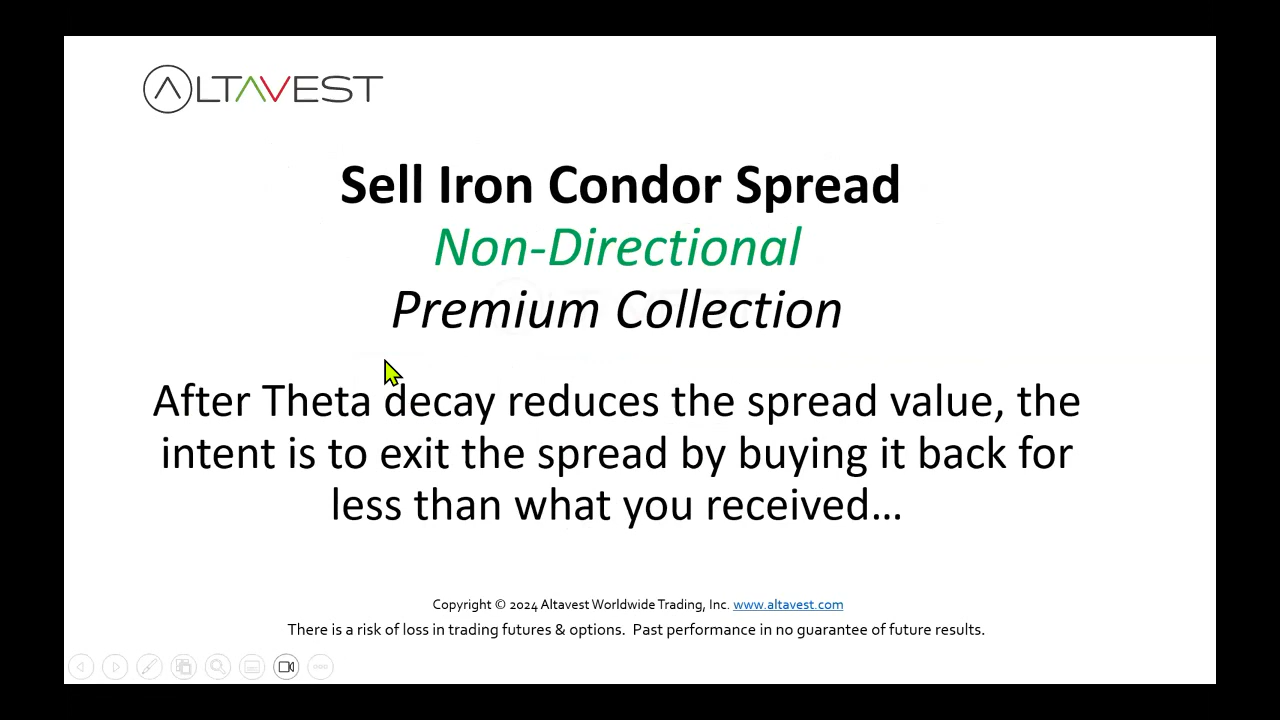 ALTAVEST
Sell Iron Condor Spread
Non-Directional
Premium Collection
After Theta decay reduces the spread value, the
intent is to exit the spread by buying it back for
less than what you received…
Copyright © 2024 Altavest Worldwide Trading, Inc. www.altavest.com
There is a risk of loss in trading futures & options.  Past performance in no guarantee of future results.